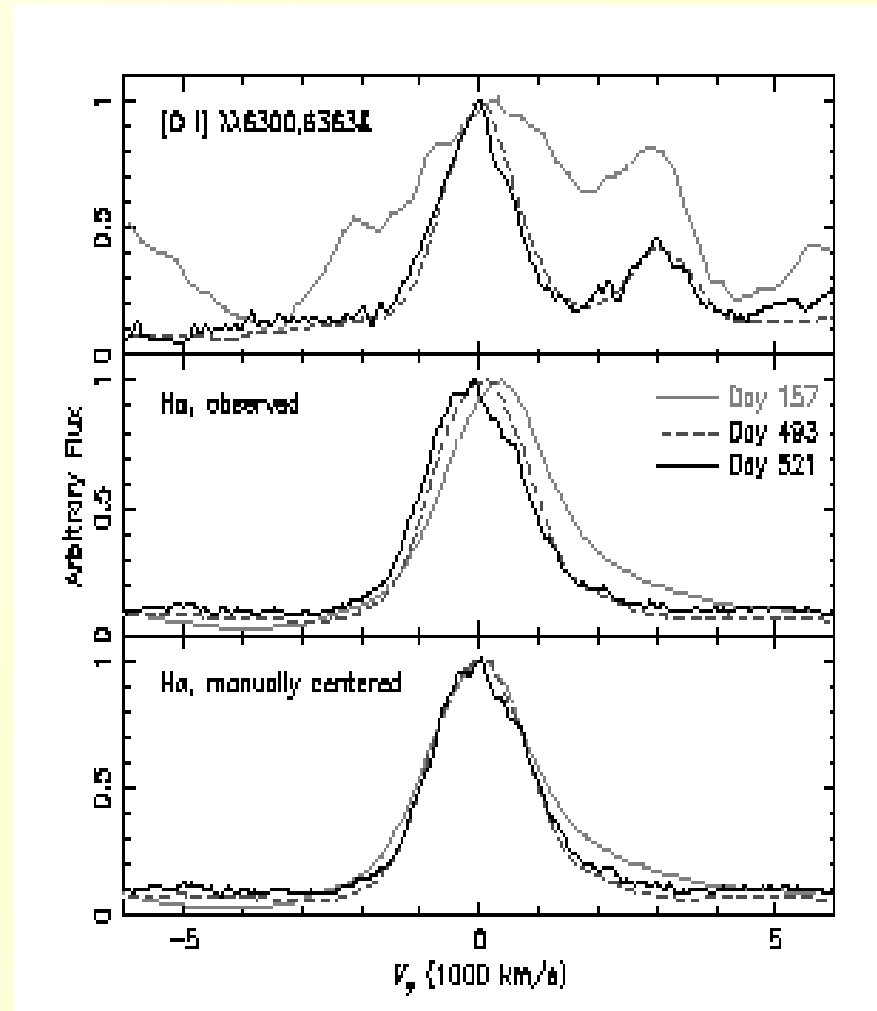 [O I] λλ6300,6363Å
1
0.5
0
Hα, observed
Day 157
Day 493
Day 521
1
0.5
0
Arbitrary Flux
Hα, manually centered
1
0.5
0
−5
0
5
(1000 km/s)